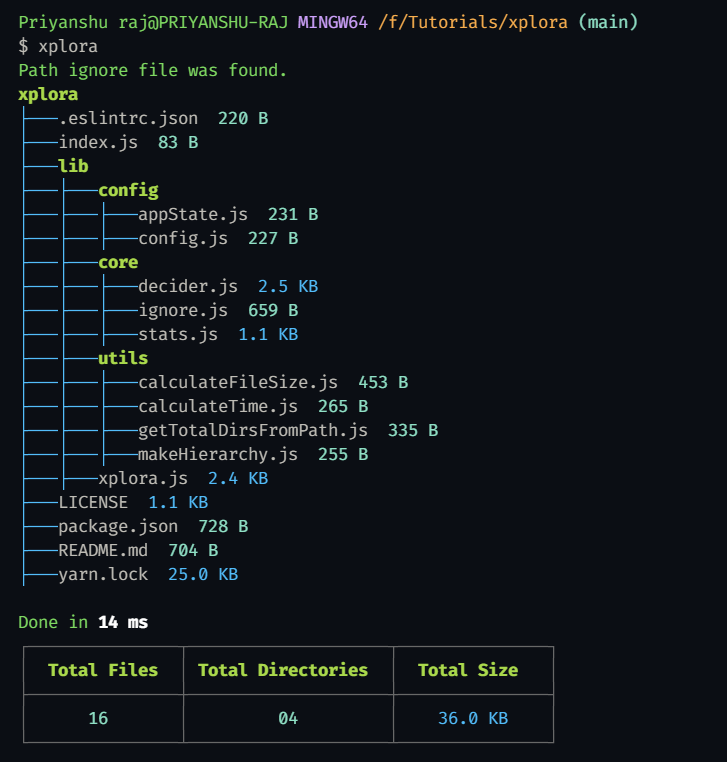 Priyanshu raj@PRIYANSHU-RAJ MINGW64 /f/Tutorials/xplora (main)
$ xplora
Path ignore file was found.
xplora
├──.eslintrc.json  220 B
├──index.js  83 B
├──lib
├──├──config
├──├──├──appState.js  231 B
├──├──├──config.js  227 B
├──├──core
├──├──├──decider.js  2.5 KB
├──├──├──ignore.js  659 B
├──├──├──stats.js  1.1 KB
├──├──utils
├──├──├──calculateFileSize.js  453 B
├──├──├──calculateTime.js  265 B
├──├──├──getTotalDirsFromPath.js  335 B
├──├──├──makeHierarchy.js  255 B
├──├──xplora.js  2.4 KB
├──LICENSE  1.1 KB
├──package.json  728 B
├──README.md  704 B
├──yarn.lock  25.0 KB
Done in 14 ms
Total Files Total Directories Total Size
16 04 36.0 KB